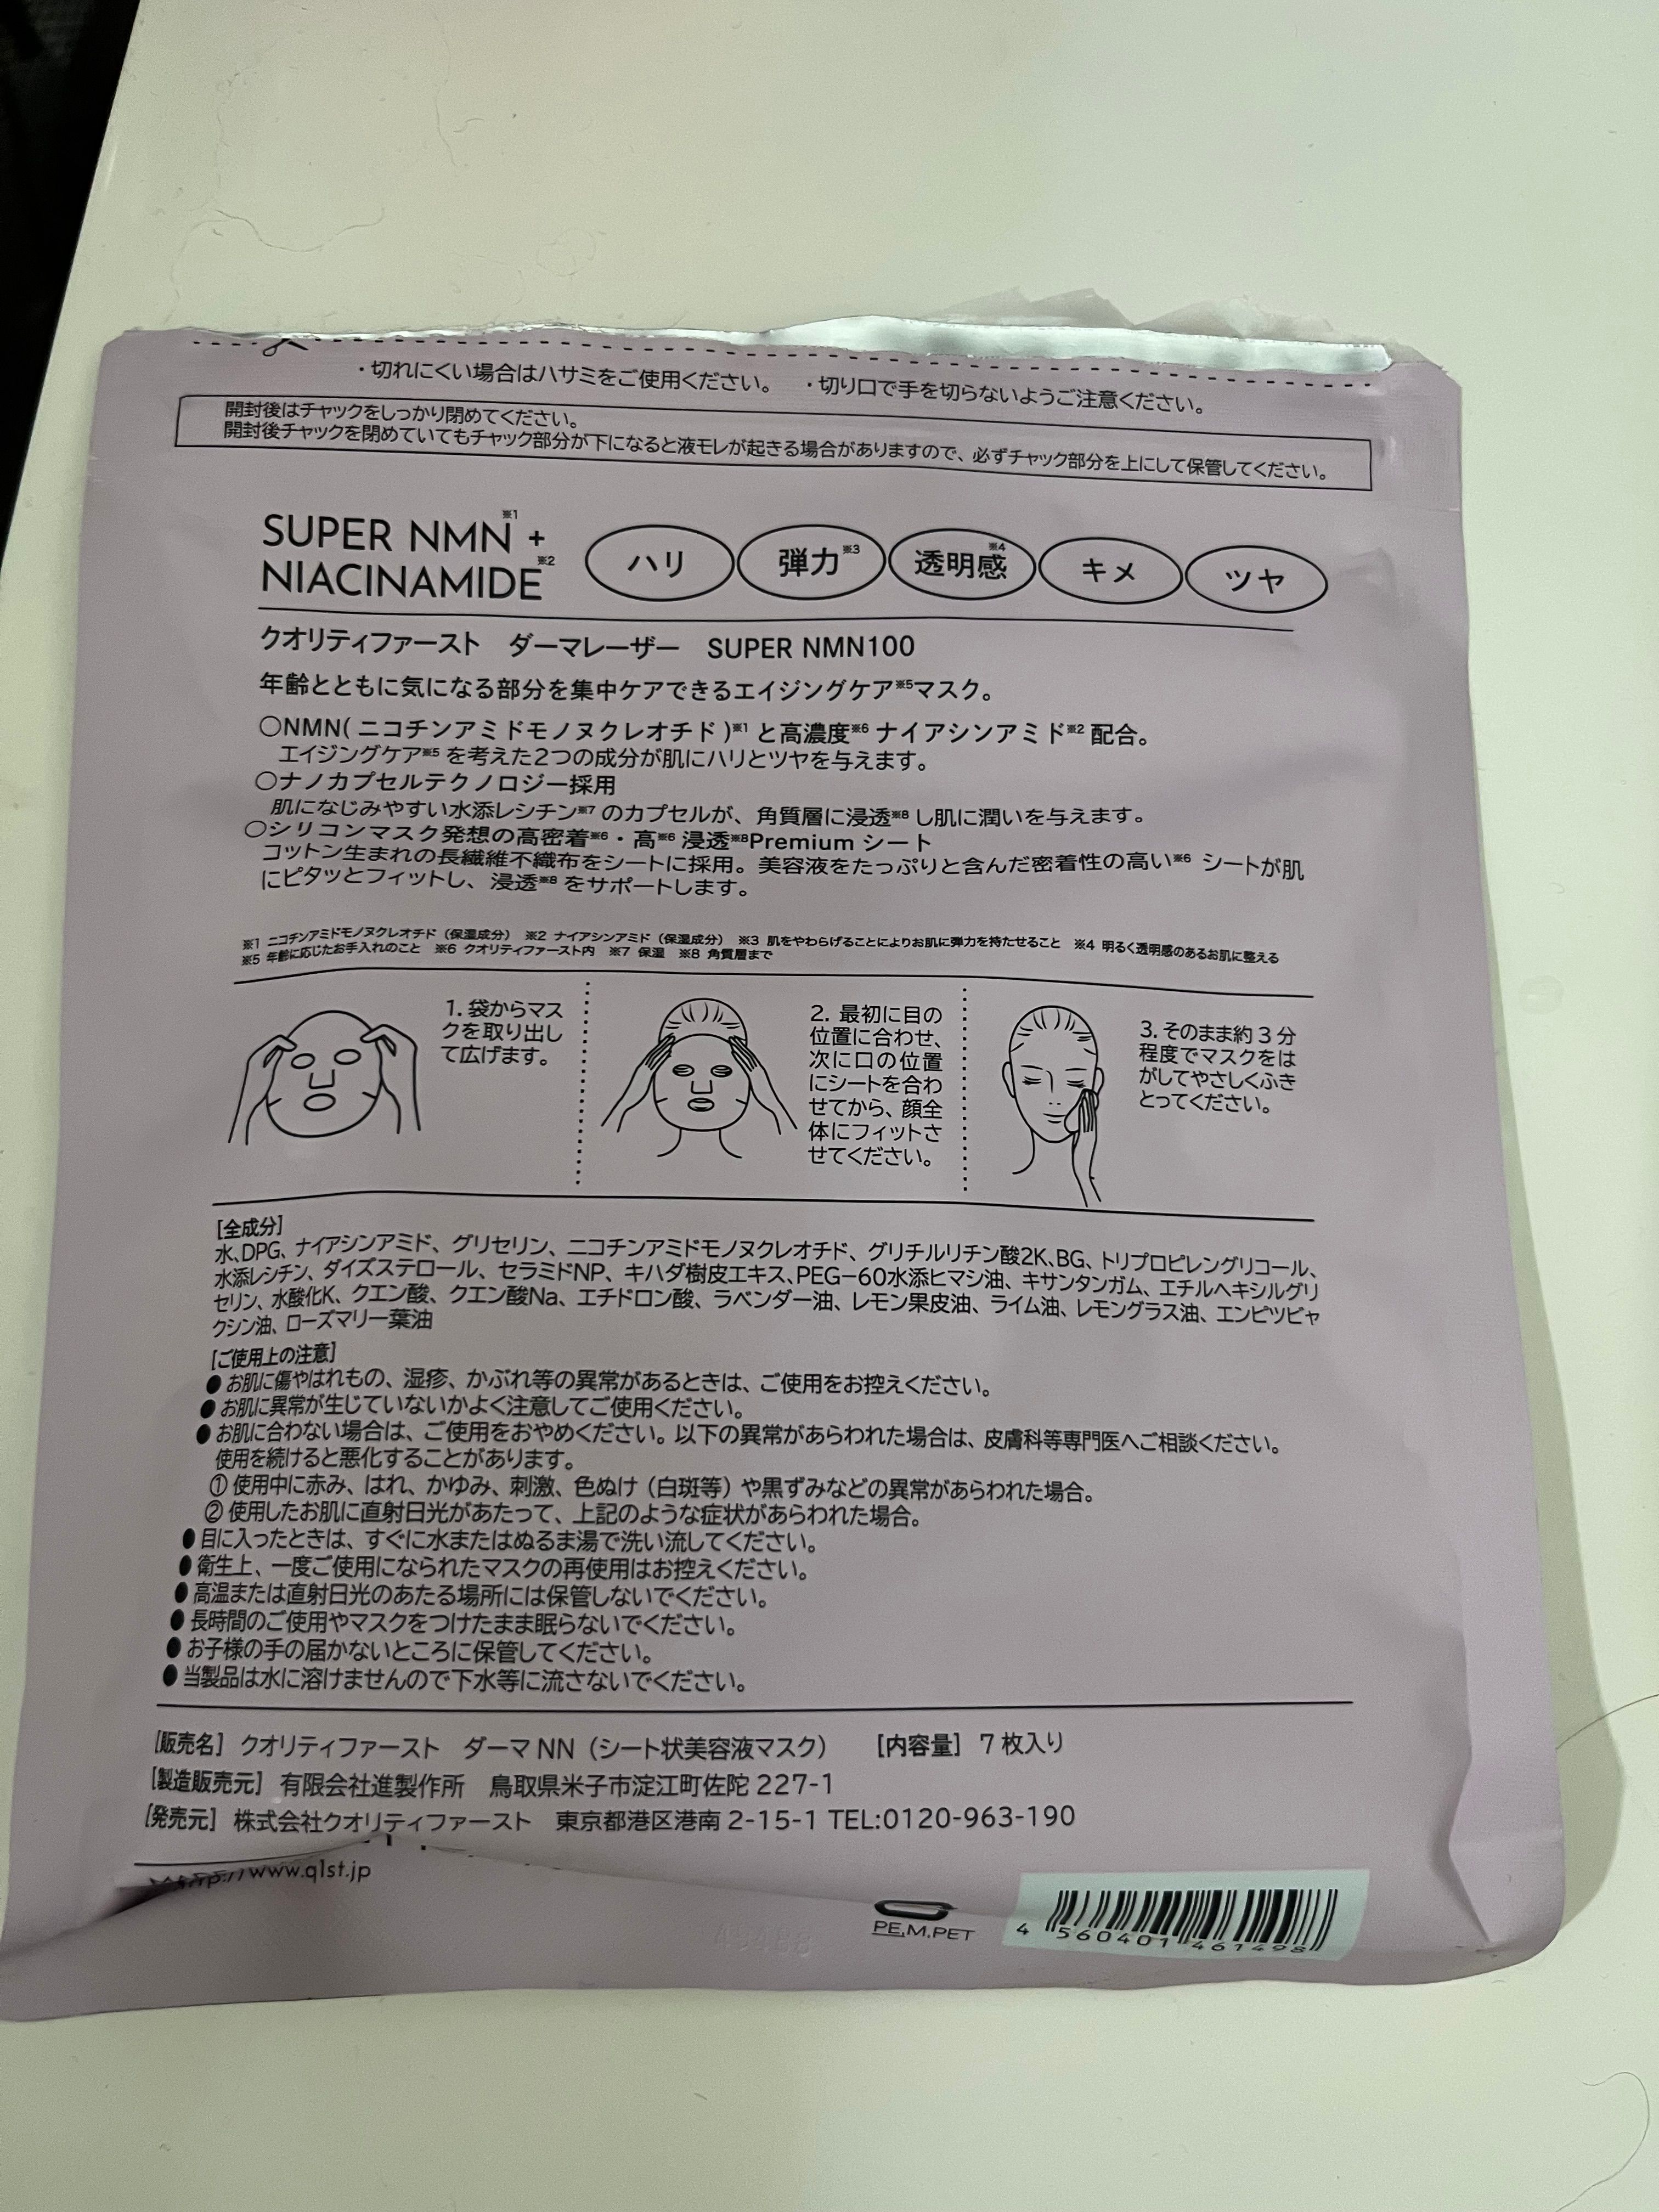 ・切れにくい場合はハサミをご使用ください。　・切り口で手を切らないようご注意ください。
開封後はチャックをしっかり閉めてください。
開封後チャックを閉めていてもチャック部分が下になると液モレが起きる場合がありますので、必ずチャック部分を上にして保管してください。
SUPER NMN※1 +
NIACINAMIDE※2
ハリ　弾力※3　透明感※4　キメ　ツヤ
クオリティファースト　ダーマレーザー　SUPER NMN100
年齢とともに気になる部分を集中ケアできるエイジングケア※5マスク。
○NMN(ニコチンアミドモノヌクレオチド)※1 と高濃度※6 ナイアシンアミド※2 配合。
エイジングケア※5 を考えた2つの成分が肌にハリとツヤを与えます。
○ナノカプセルテクノロジー採用
肌になじみやすい水添レシチン※7 のカプセルが、角質層に浸透※8 し肌に潤いを与えます。
○シリコンマスク発想の高密着※6・高※6 浸透※8Premium シート
コットン生まれの長繊維不織布をシートに採用。美容液をたっぷりと含んだ密着性の高い※6 シートが肌
にピタッとフィットし、浸透※8 をサポートします。
※1 ニコチンアミドモノヌクレオチド（保湿成分）　※2 ナイアシンアミド（保湿成分）　※3 肌をやわらげることによりお肌に弾力を持たせること　※4 明るく透明感のあるお肌に整える
※5 年齢に応じたお手入れのこと　※6 クオリティファースト内　※7 保湿　※8 角質層まで
1. 袋からマス
クを取り出し
て広げます。
2. 最初に目の
位置に合わせ、
次に口の位置
にシートを合わ
せてから、顔全
体にフィットさ
せてください。
3. そのまま約３分
程度でマスクをは
がしてやさしくふき
とってください。
[全成分]
水、DPG、ナイアシンアミド、グリセリン、ニコチンアミドモノヌクレオチド、グリチルリチン酸2K、BG、トリプロピレングリコール、
水添レシチン、ダイズステロール、セラミドNP、キハダ樹皮エキス、PEG-60水添ヒマシ油、キサンタンガム、エチルヘキシルグリ
セリン、水酸化K、クエン酸、クエン酸Na、エチドロン酸、ラベンダー油、レモン果皮油、ライム油、レモングラス油、エンピツビャ
クシン油、ローズマリー葉油
[ご使用上の注意]
●お肌に傷やはれもの、湿疹、かぶれ等の異常があるときは、ご使用をお控えください。
●お肌に異常が生じていないかよく注意してご使用ください。
●お肌に合わない場合は、ご使用をおやめください。以下の異常があらわれた場合は、皮膚科等専門医へご相談ください。
使用を続けると悪化することがあります。
①使用中に赤み、はれ、かゆみ、刺激、色ぬけ（白斑等）や黒ずみなどの異常があらわれた場合。
②使用したお肌に直射日光があたって、上記のような症状があらわれた場合。
●目に入ったときは、すぐに水またはぬるま湯で洗い流してください。
●衛生上、一度ご使用になられたマスクの再使用はお控えください。
●高温または直射日光のあたる場所には保管しないでください。
●長時間のご使用やマスクをつけたまま眠らないでください。
●お子様の手の届かないところに保管してください。
●当製品は水に溶けませんので下水等に流さないでください。
[販売名] クオリティファースト　ダーマ NN（シート状美容液マスク）　[内容量] 7 枚入り
[製造販売元] 有限会社進製作所　鳥取県米子市淀江町佐陀 227-1
[発売元] 株式会社クオリティファースト　東京都港区港南 2-15-1 TEL:0120-963-190
www.q1st.jp
PE,M,PET
4 560401 461498